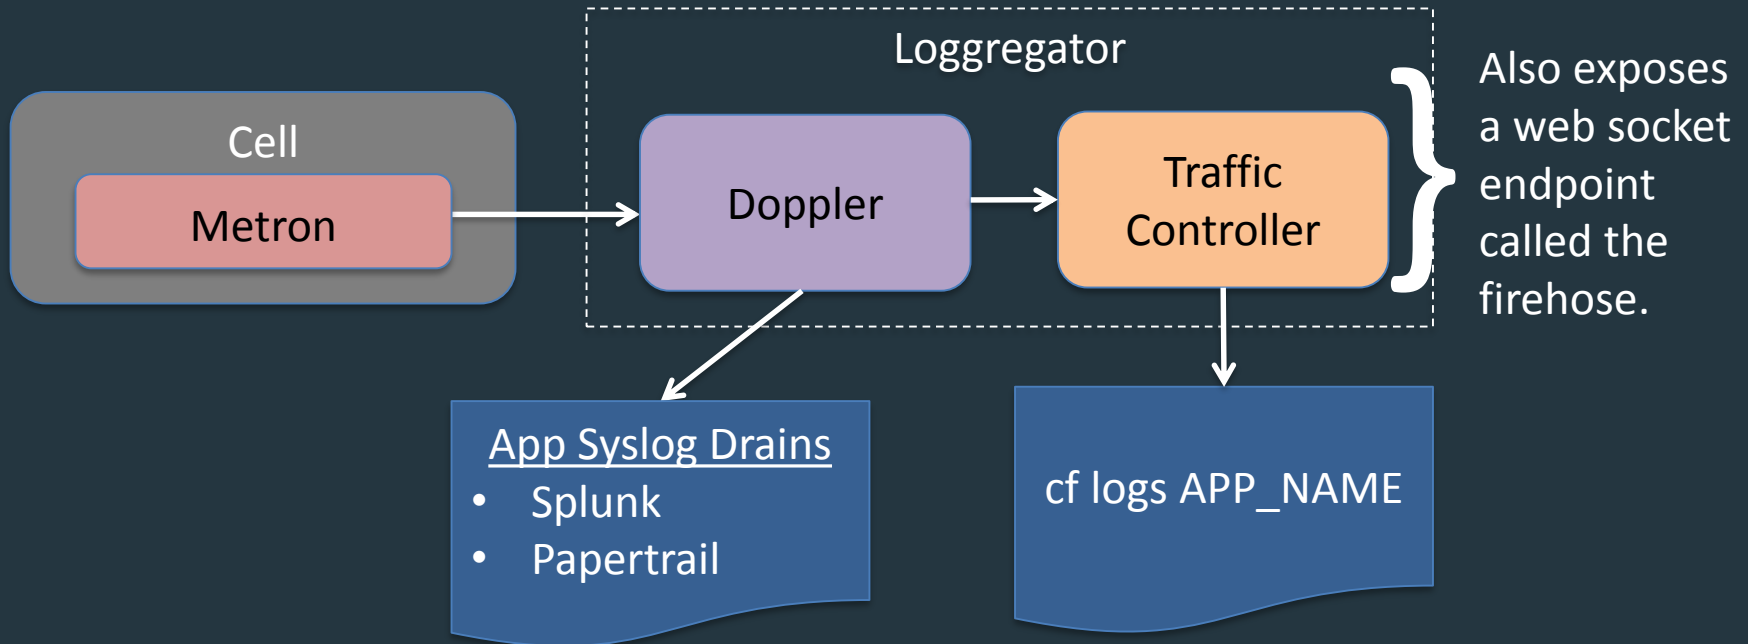 Loggregator
Cell
Metron
Doppler
Traffic
Controller
Also exposes
a web socket
endpoint
called the
firehose.
App Syslog Drains
• Splunk
• Papertrail
cf logs APP_NAME